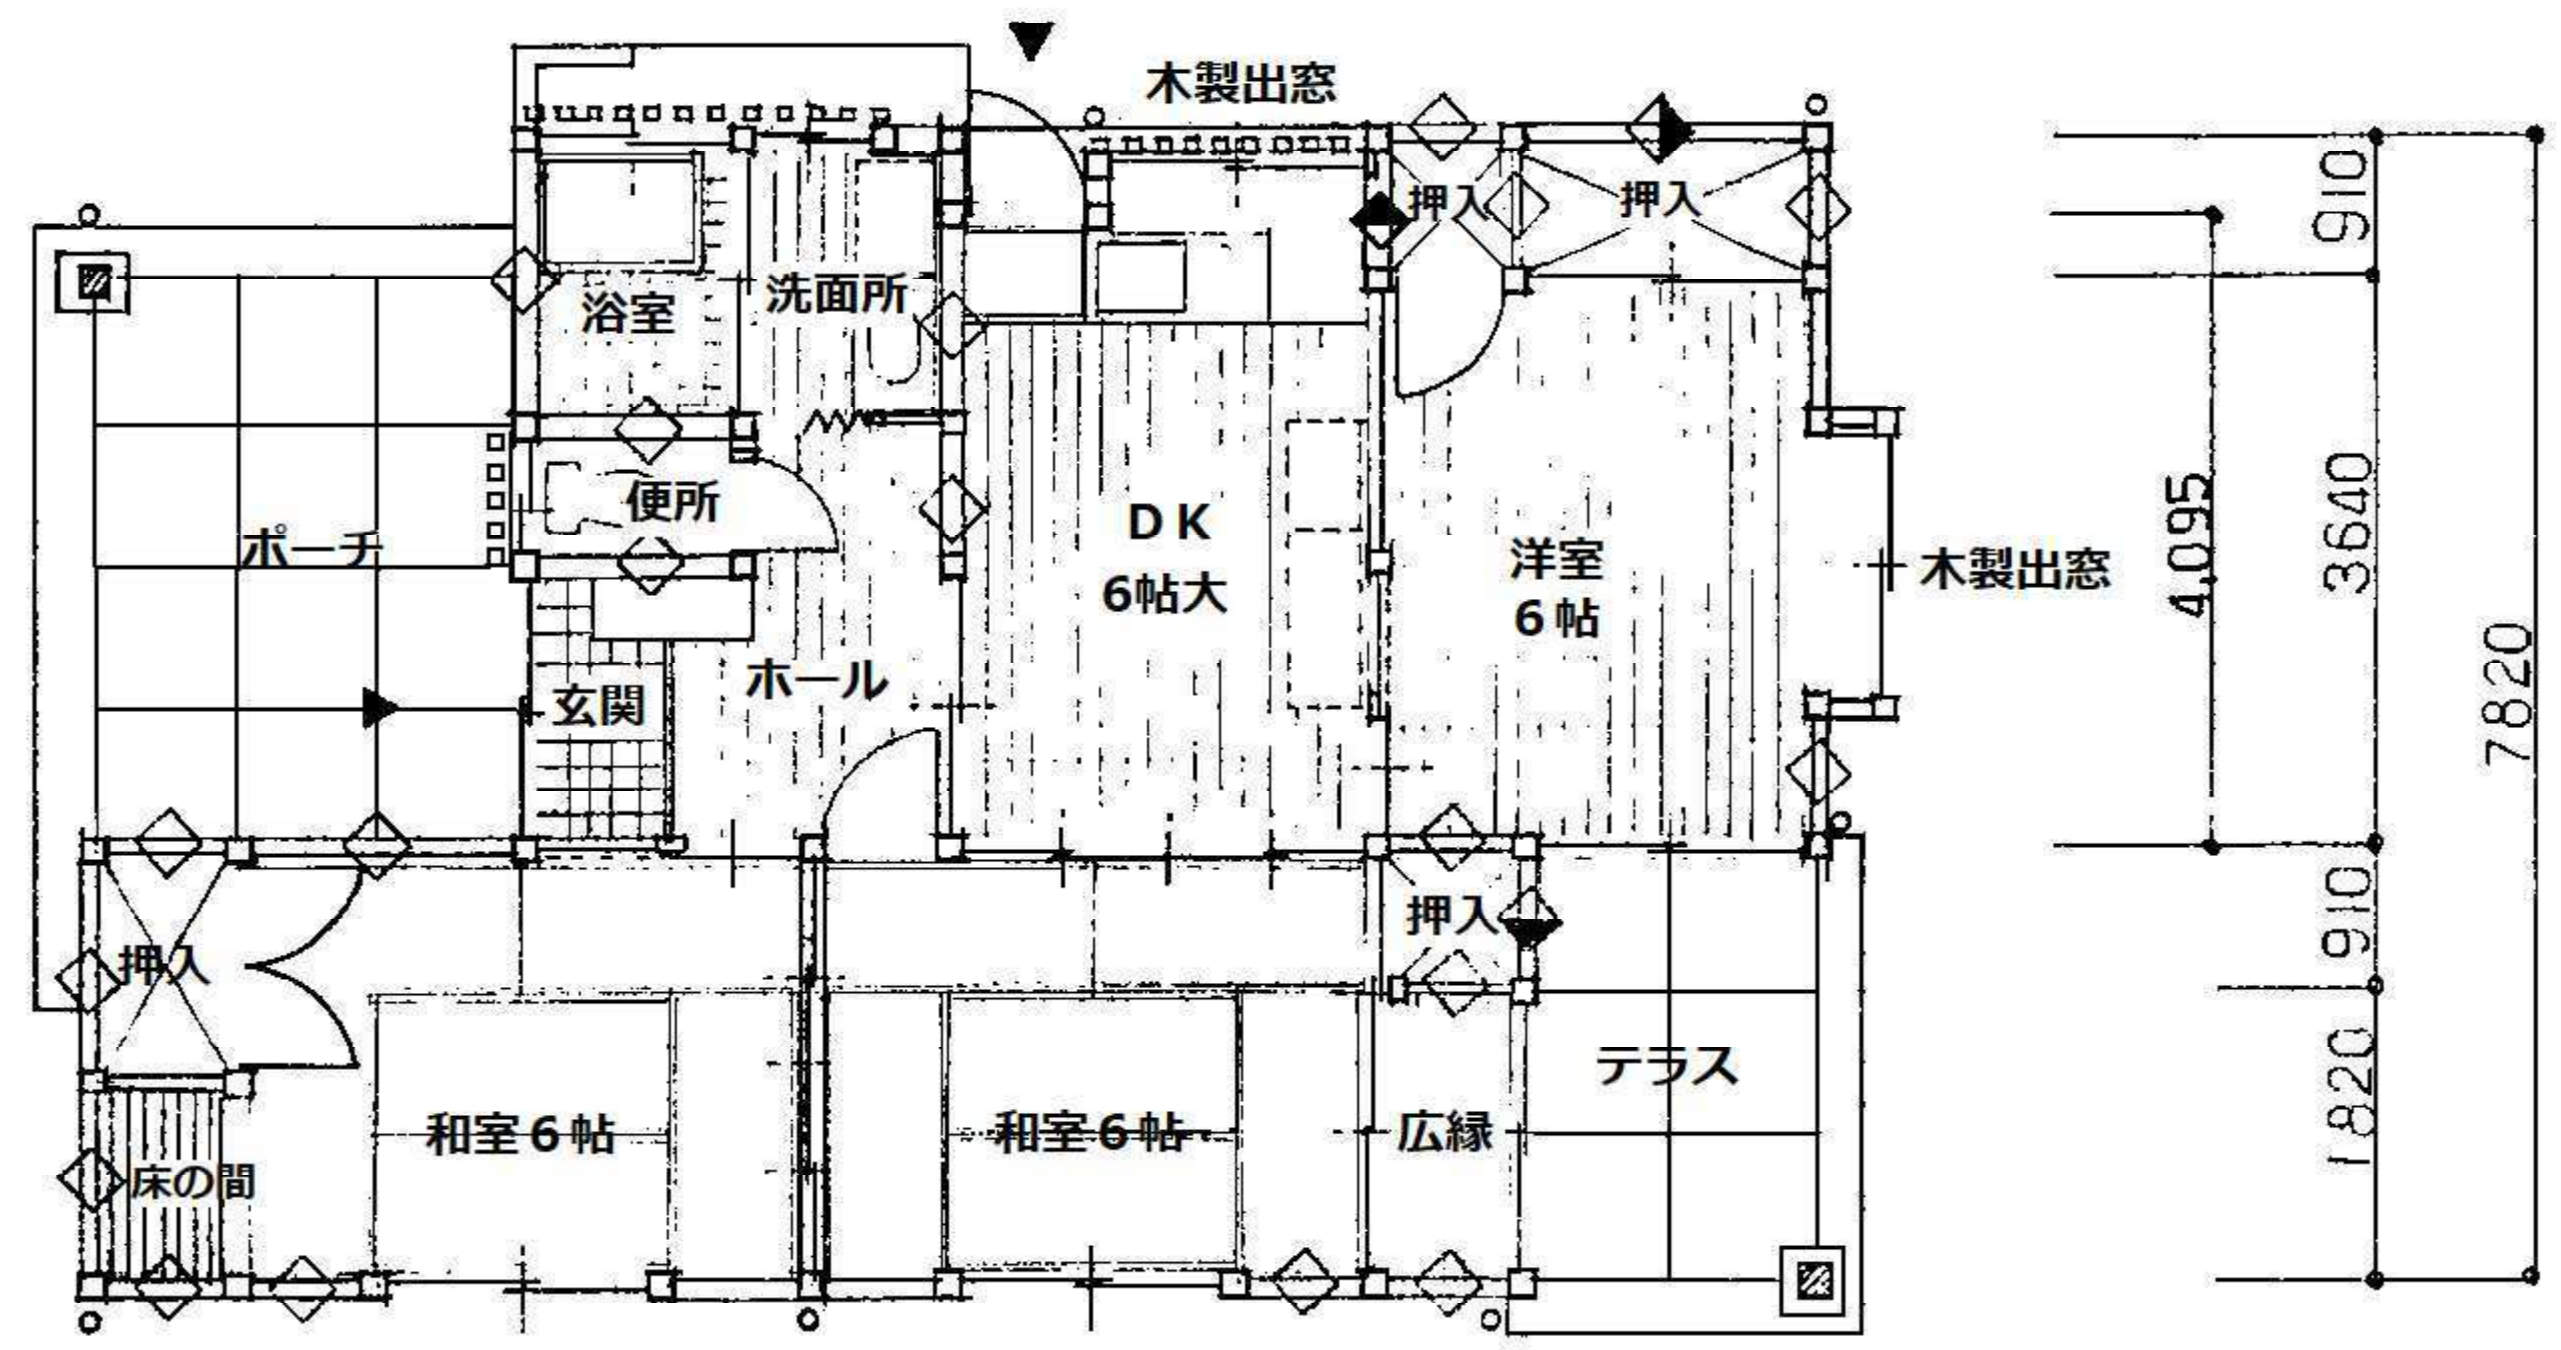 木製出窓
押入
押入
浴室
洗面所
便所
DK
6帖大
洋室
6帖
木製出窓
ポーチ
玄関
ホール
押入
押入
テラス
和室6帖
和室6帖
広縁
床の間
910
4,095
3640
7820
910
1820